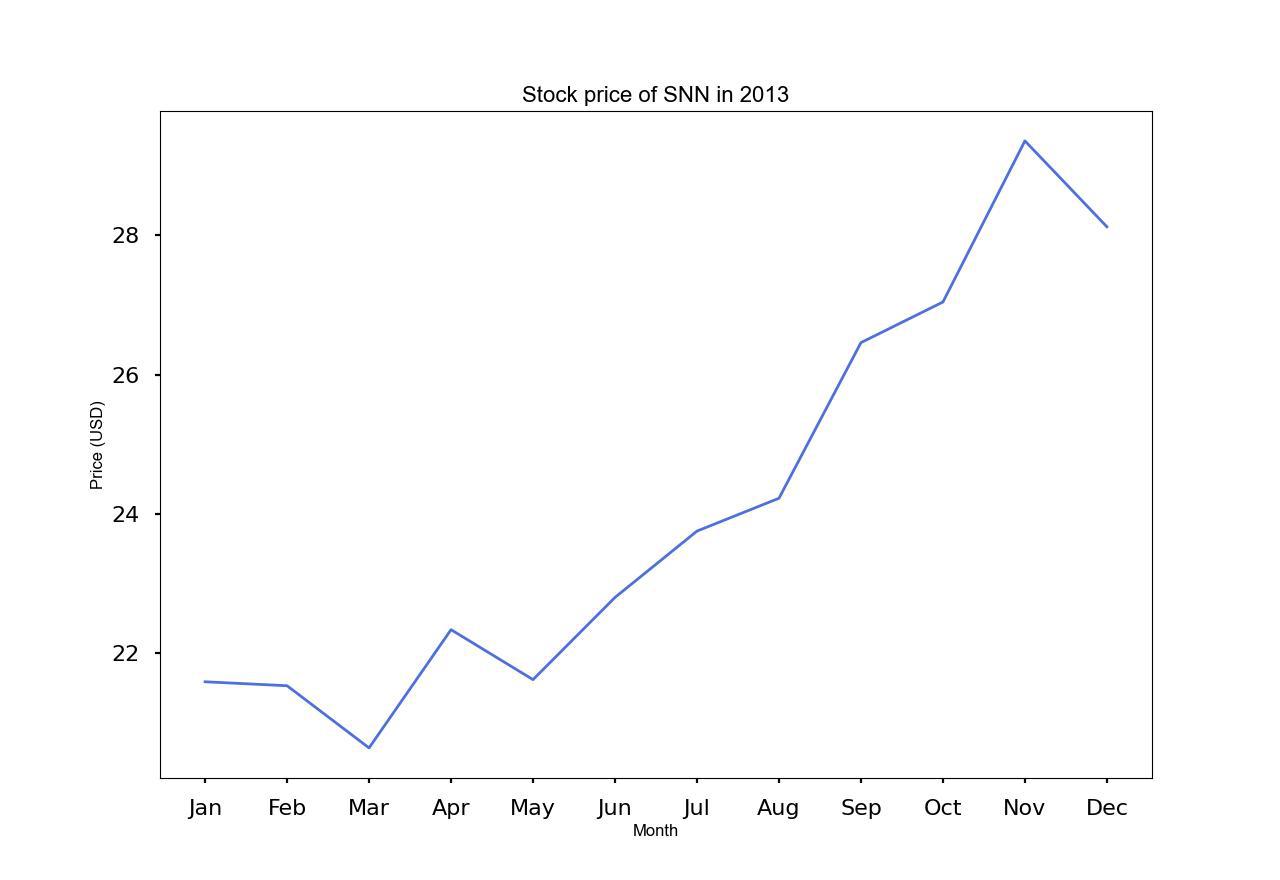 Stock price of SNN in 2013
28
26
24
22
Price (USD)
Jan Feb Mar Apr May Jun Jul Aug Sep Oct Nov Dec
Month